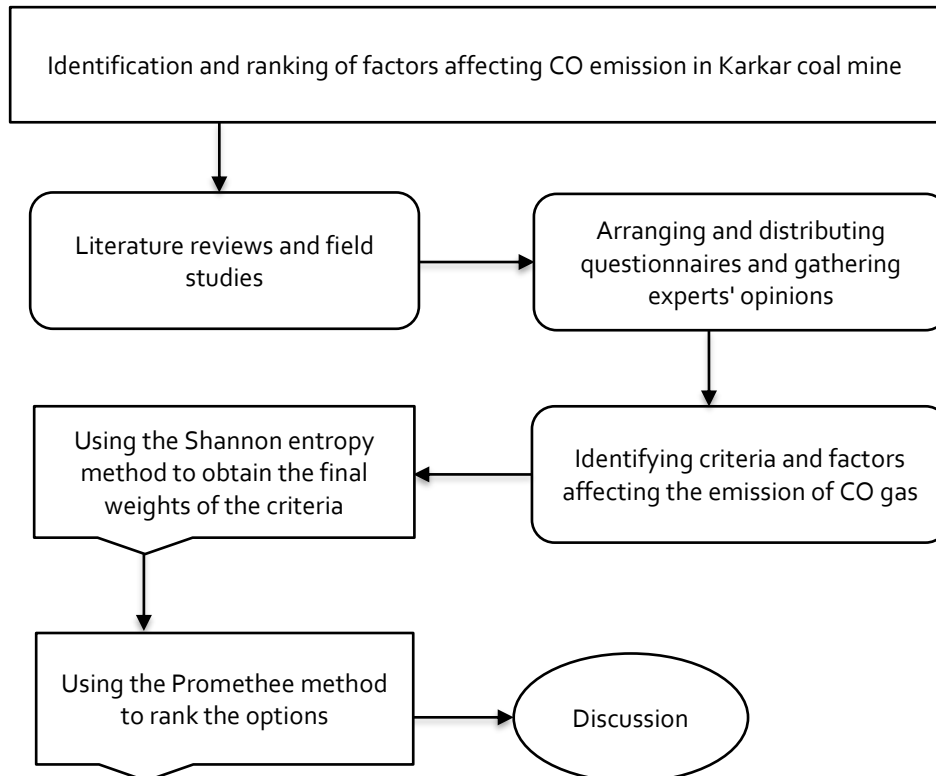 Identification and ranking of factors affecting CO emission in Karkar coal mine
Literature reviews and field
studies
Arranging and distributing
questionnaires and gathering
experts' opinions
Using the Shannon entropy
method to obtain the final
weights of the criteria
Identifying criteria and factors
affecting the emission of CO gas
Using the Promethee method
to rank the options
Discussion